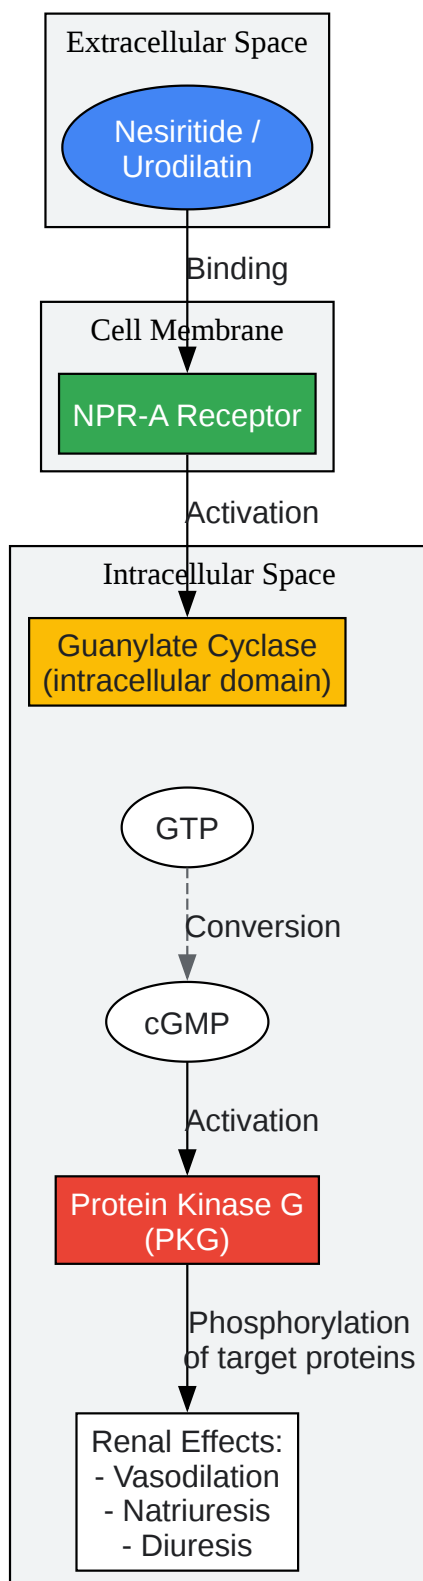 Extracellular Space
Nesiritide /
Urodilatin
Binding
Cell Membrane
NPR-A Receptor
Activation
Intracellular Space
Guanylate Cyclase
(intracellular domain)
GTP
Conversion
cGMP
Activation
Protein Kinase G
(PKG)
Phosphorylation
of target proteins
Renal Effects:
- Vasodilation
- Natriuresis
- Diuresis